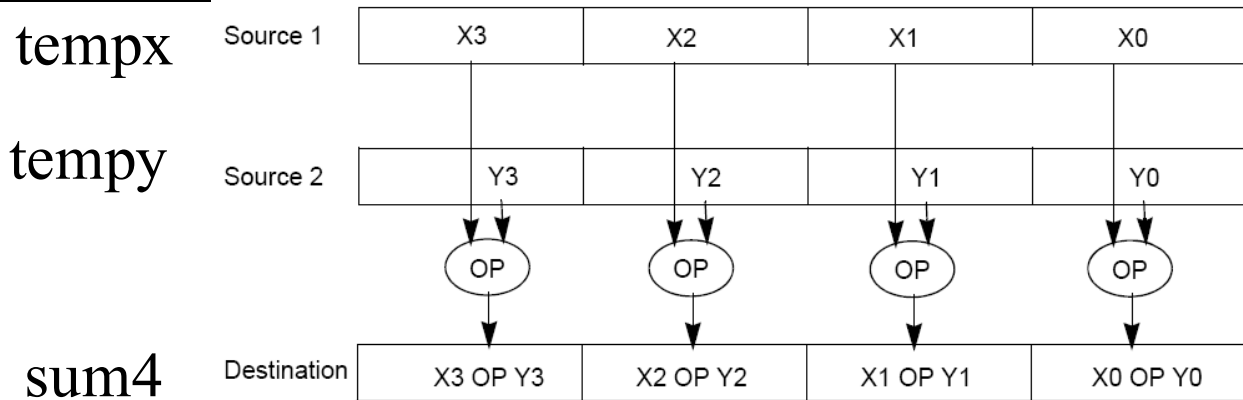 tempx Source 1 X3 X2 X1 X0
tempy Source 2 Y3 Y2 Y1 Y0
OP OP OP OP
sum4 Destination X3 OP Y3 X2 OP Y2 X1 OP Y1 X0 OP Y0